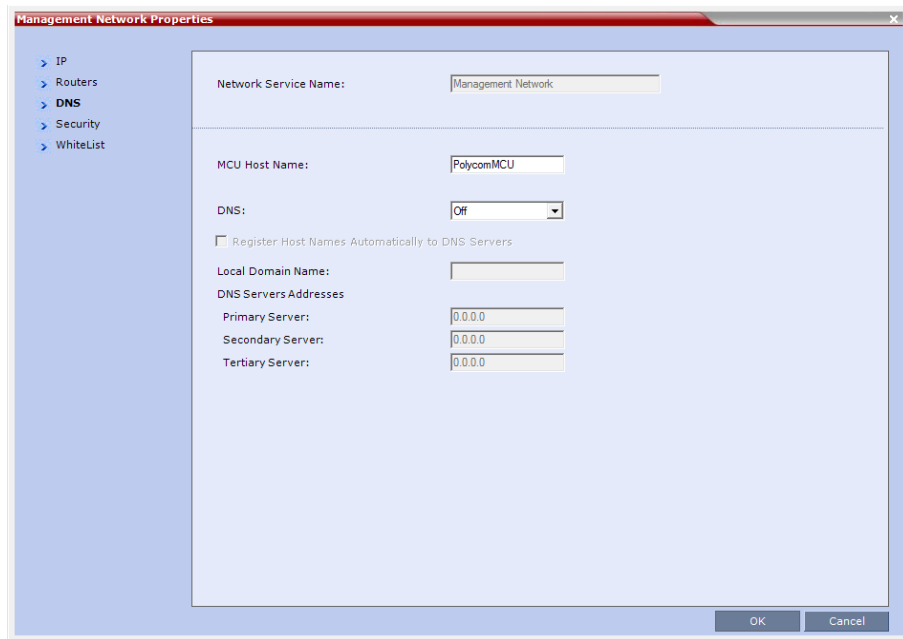 Management Network Properties
IP
Routers
DNS
Security
WhiteList
Network Service Name: Management Network
MCU Host Name: PolycomMCU
DNS: Off
Register Host Names Automatically to DNS Servers
Local Domain Name:
DNS Servers Addresses
Primary Server: 0.0.0.0
Secondary Server: 0.0.0.0
Tertiary Server: 0.0.0.0
OK Cancel